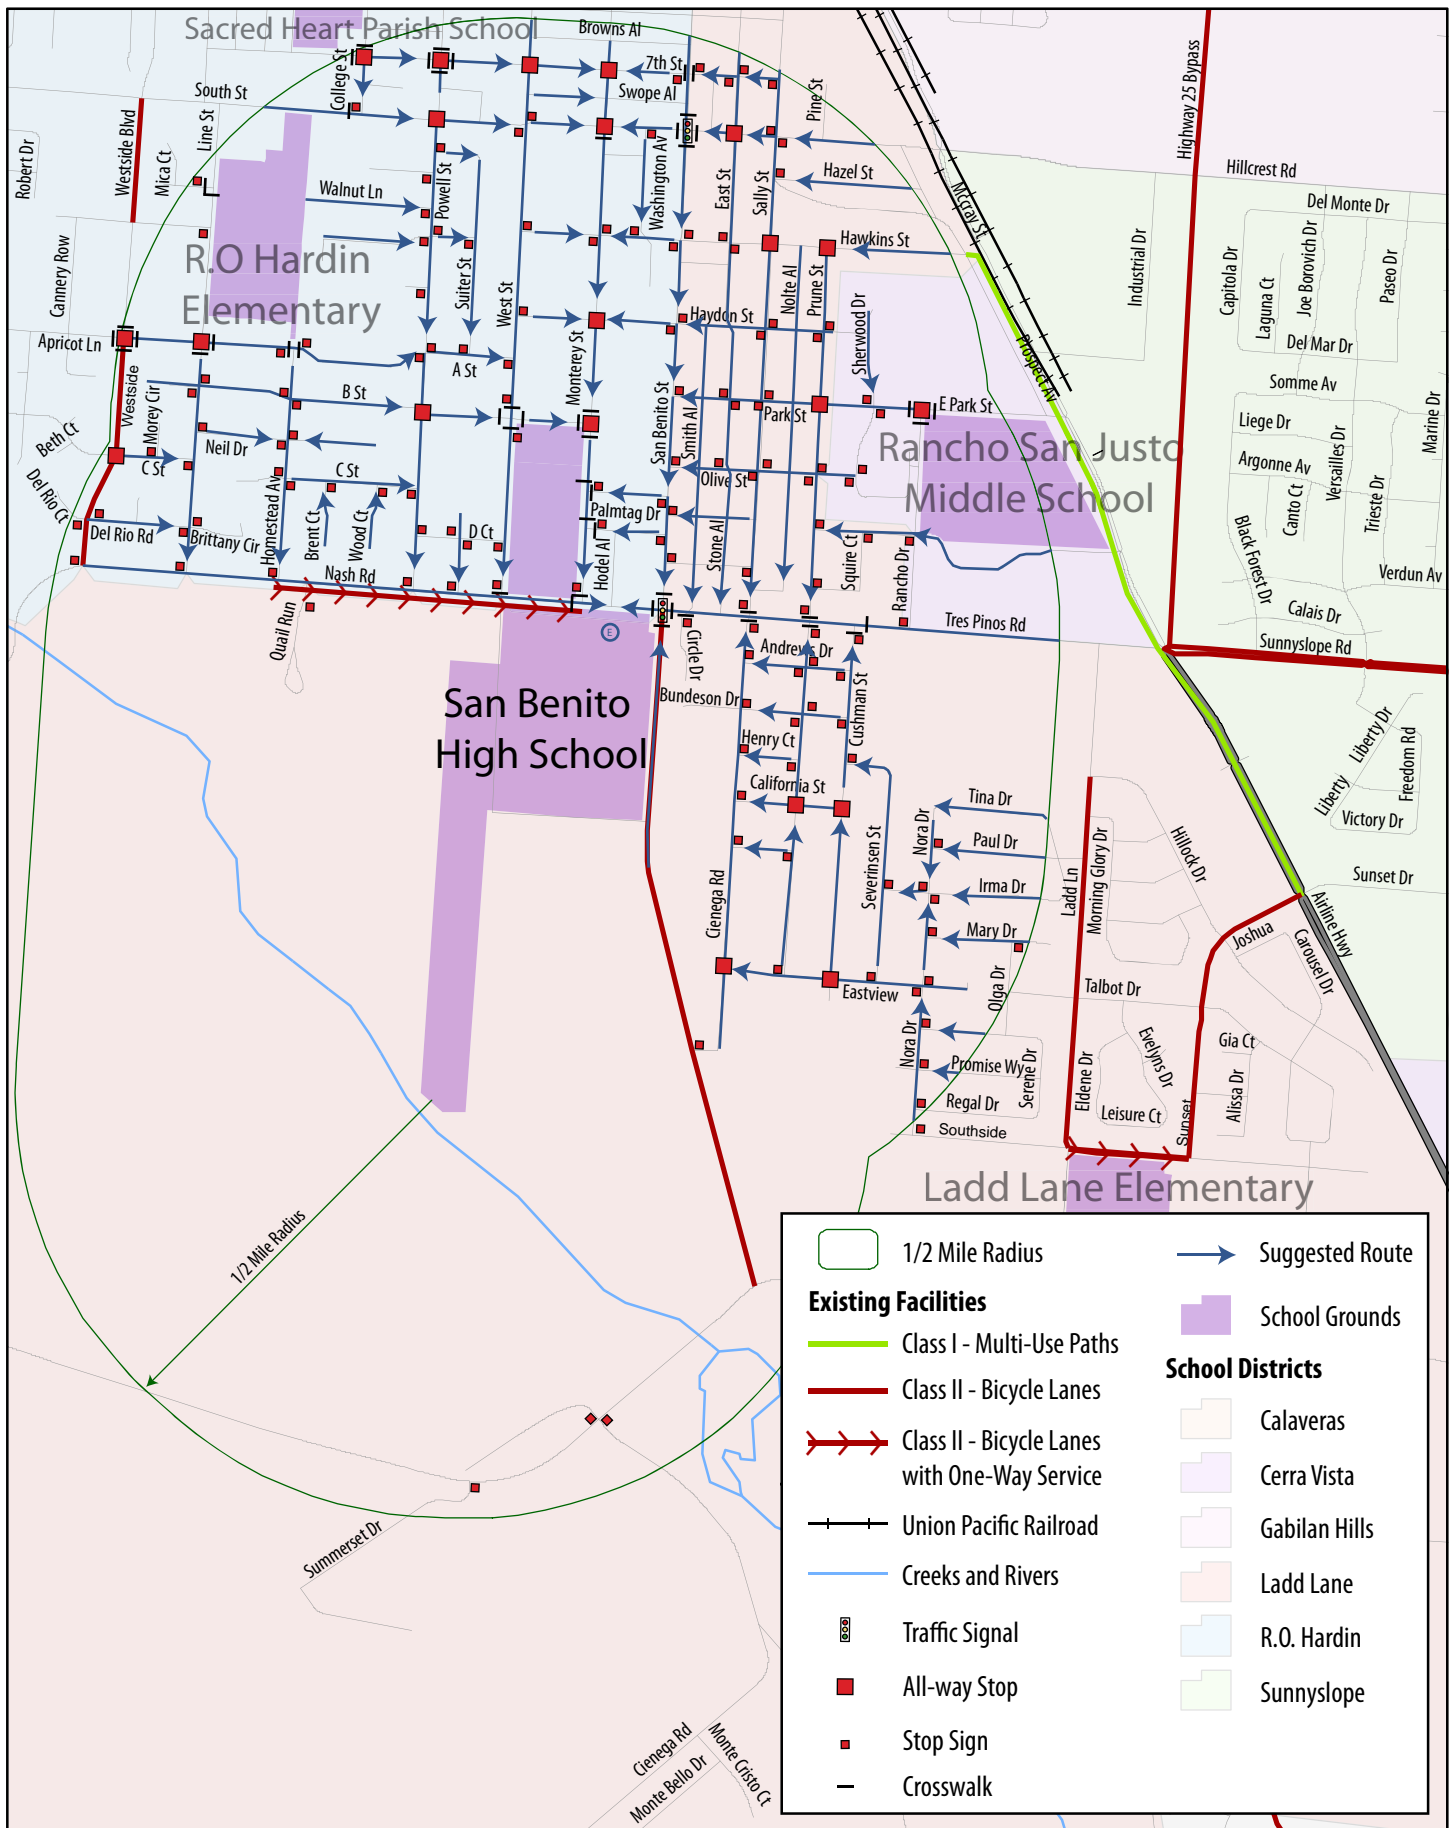 Sacred Heart Parish School
Browns Al
7th St
Swope Al
College St
South St
Line St
Westside Blvd
Mica Ct
Robert Dr
Walnut Ln
Powell St
Washington Av
East St
Sally St
Pine St
Hazel St
McCray St
Highway 25 Bypass
Hillcrest Rd
Del Monte Dr
Hawkins St
Industrial Dr
Capitola Dr
Laguna Ct
Joe Borovich Dr
Paseo Dr
Cannery Row
R.O Hardin
Elementary
Suiter St
West St
Nolte Al
Prune St
Haydon St
Sherwood Dr
Prospect Av
Del Mar Dr
Apricot Ln
A St
Monterey St
Somme Av
Westside
Morey Cir
B St
San Benito St
Smith Al
Park St
E Park St
Liege Dr
Marine Dr
Beth Ct
Neil Dr
Rancho San Justo
Middle School
Argonne Av
Versailles Dr
C St
C St
Olive St
Canto Ct
Trieste Dr
Del Rio Ct
Homestead Av
Palmtag Dr
Del Rio Rd
Brittany Cir
Brent Ct
Wood Ct
D Ct
Hodel Al
Stone Al
Squire Ct
Rancho Dr
Black Forest Dr
Verdun Av
Nash Rd
Calais Dr
Quail Run
E
Circle Dr
Tres Pinos Rd
Andrews Dr
Sunnyslope Rd
San Benito
High School
Bundeson Dr
Cushman St
Henry Ct
Liberty Dr
Freedom Rd
California St
Liberty
Victory Dr
Tina Dr
Nora Dr
Paul Dr
Severinsen St
Morning Glory Dr
Hillock Dr
Ladd Ln
Irma Dr
Sunset Dr
Cienega Rd
Mary Dr
Airline Hwy
Joshua
Carousel Dr
Eastview
Olga Dr
Talbot Dr
Nora Dr
Promise Wy
Serene Dr
Eldene Dr
Evelyns Dr
Gia Ct
Alissa Dr
Regal Dr
Leisure Ct
Sunset
Southside
Ladd Lane Elementary
1/2 Mile Radius
Summerset Dr
Cienega Rd
Monte Bello Dr
Monte Cristo Ct
1/2 Mile Radius
Existing Facilities
Class I - Multi-Use Paths
Class II - Bicycle Lanes
Class II - Bicycle Lanes
with One-Way Service
Union Pacific Railroad
Creeks and Rivers
Traffic Signal
All-way Stop
Stop Sign
Crosswalk
Suggested Route
School Grounds
School Districts
Calaveras
Cerra Vista
Gabilan Hills
Ladd Lane
R.O. Hardin
Sunnyslope